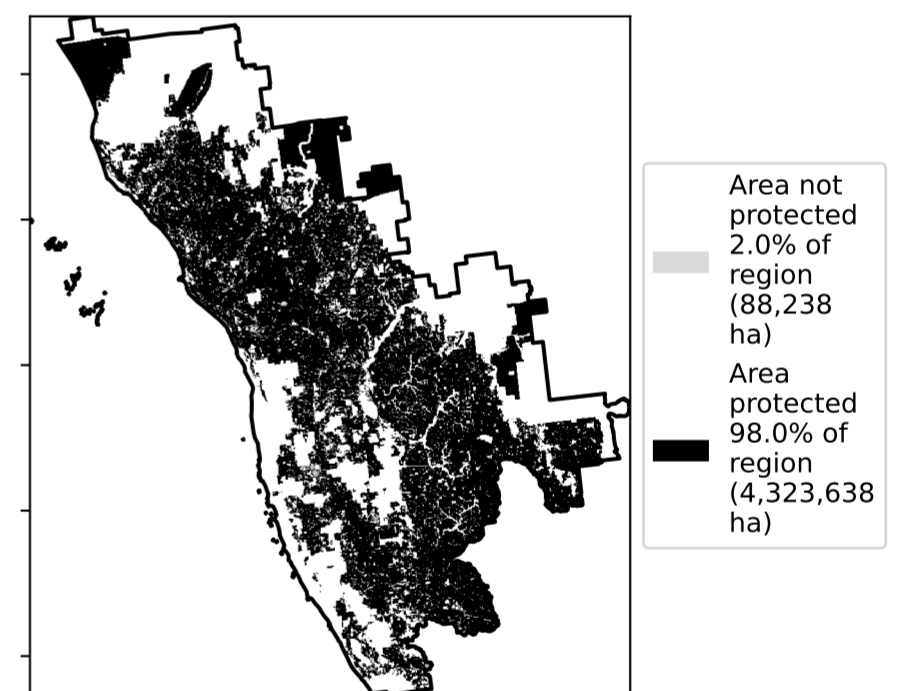 Area not
protected
2.0% of
region
(88,238
ha)
Area
protected
98.0% of
region
(4,323,638
ha)